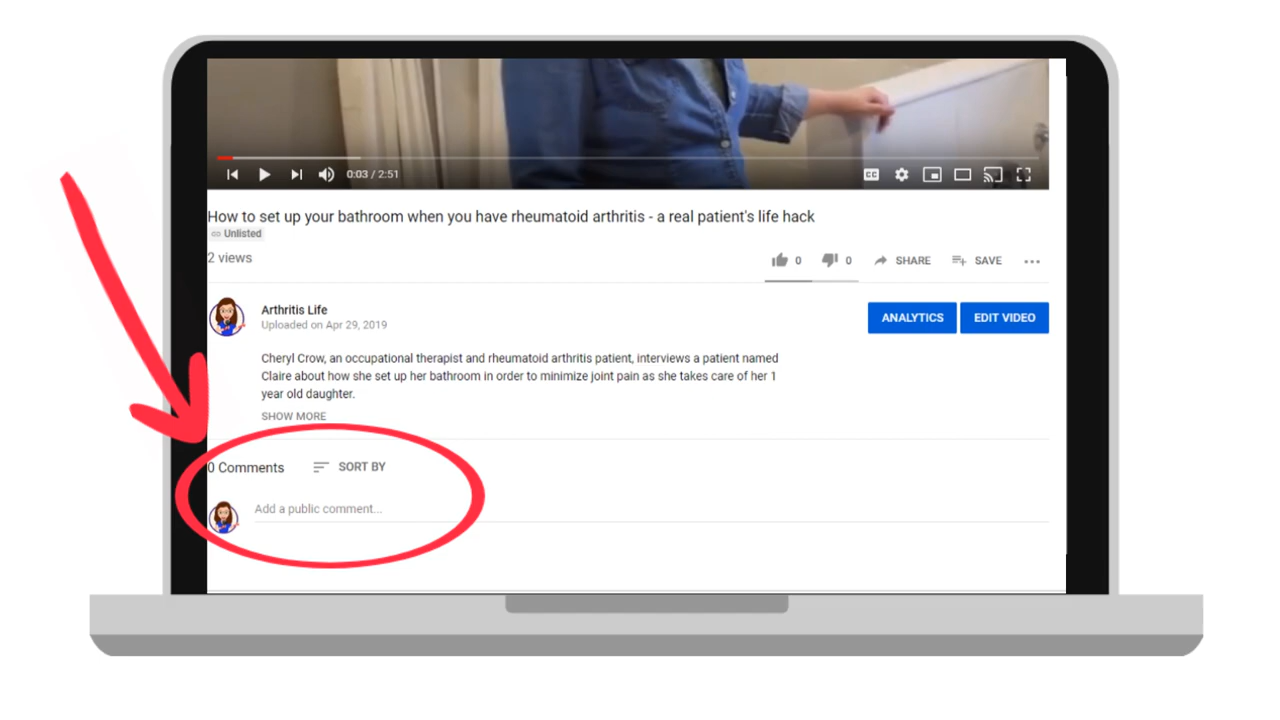 0:03 / 2:51
CC
How to set up your bathroom when you have rheumatoid arthritis - a real patient's life hack
Unlisted
2 views
0 0 SHARE SAVE
Arthritis Life
Uploaded on Apr 29, 2019
ANALYTICS EDIT VIDEO
Cheryl Crow, an occupational therapist and rheumatoid arthritis patient, interviews a patient named
Claire about how she set up her bathroom in order to minimize joint pain as she takes care of her 1
year old daughter.
SHOW MORE
0 Comments SORT BY
Add a public comment...